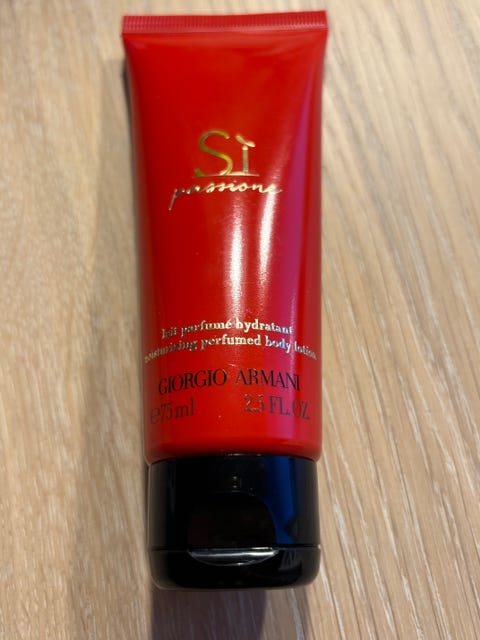 Sì
passione
lait parfumé hydratant
moisturizing perfumed body lotion
GIORGIO ARMANI
℮75ml 2.5 FL. OZ.